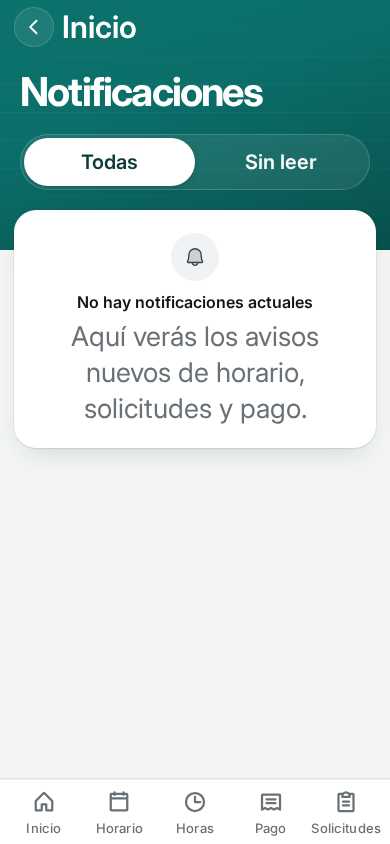 Inicio
Notificaciones
Todas
Sin leer
No hay notificaciones actuales
Aquí verás los avisos
nuevos de horario,
solicitudes y pago.
Inicio
Horario
Horas
Pago
Solicitudes